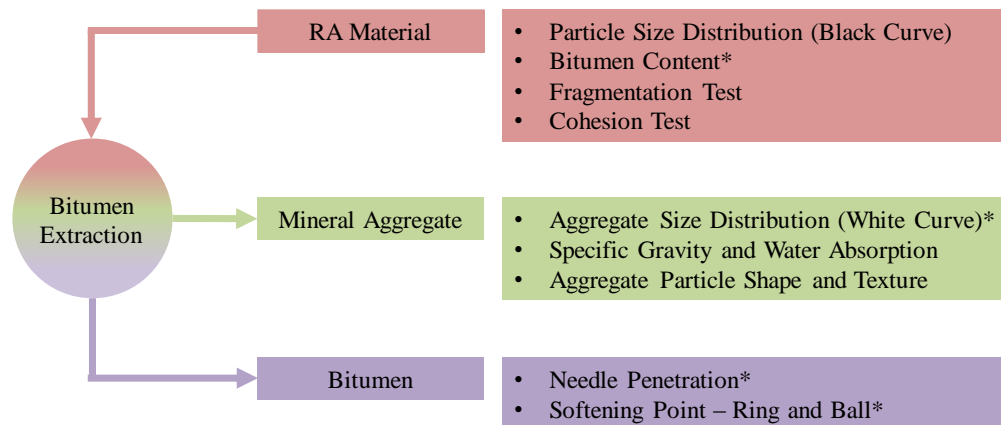 RA Material
• Particle Size Distribution (Black Curve)
• Bitumen Content*
• Fragmentation Test
• Cohesion Test
Bitumen
Extraction
Mineral Aggregate
• Aggregate Size Distribution (White Curve)*
• Specific Gravity and Water Absorption
• Aggregate Particle Shape and Texture
Bitumen
• Needle Penetration*
• Softening Point – Ring and Ball*